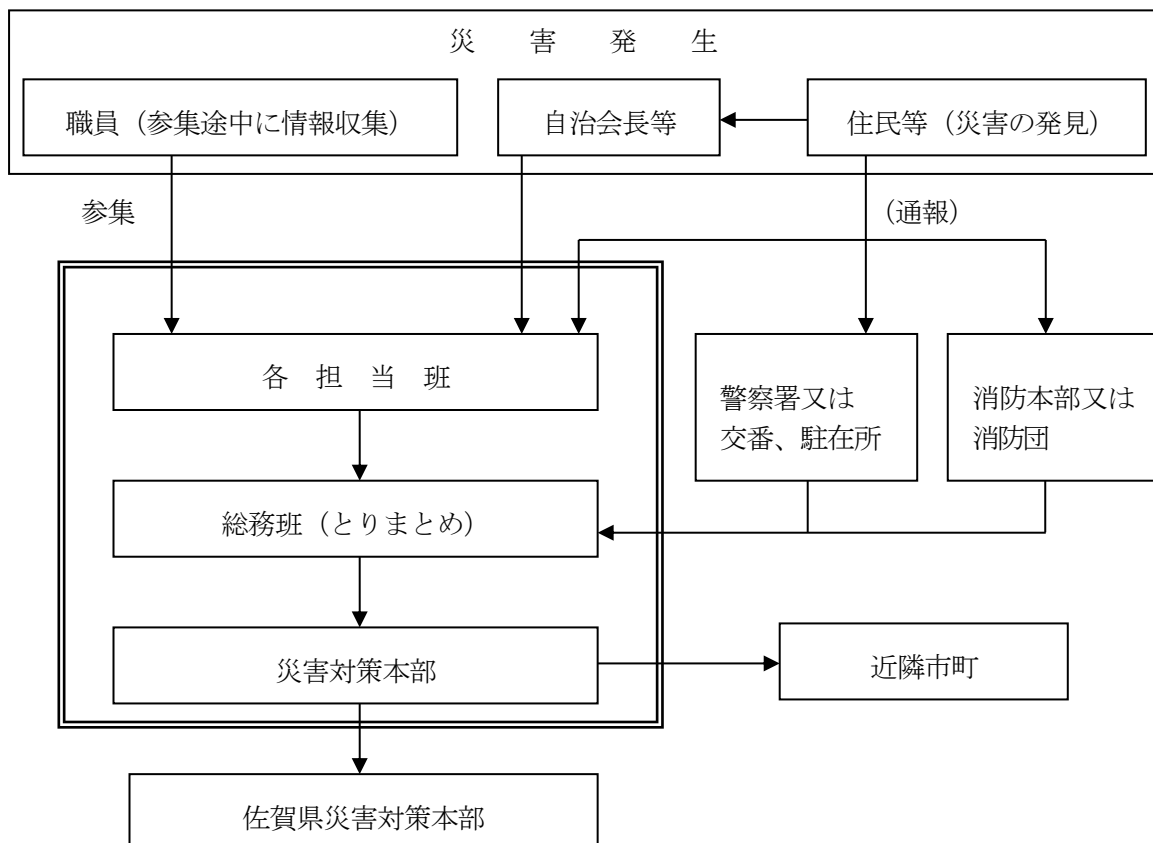 災　害　発　生
職員（参集途中に情報収集）
自治会長等
住民等（災害の発見）
参集
（通報）
各　担　当　班
警察署又は
交番、駐在所
消防本部又は
消防団
総務班（とりまとめ）
災害対策本部
近隣市町
佐賀県災害対策本部